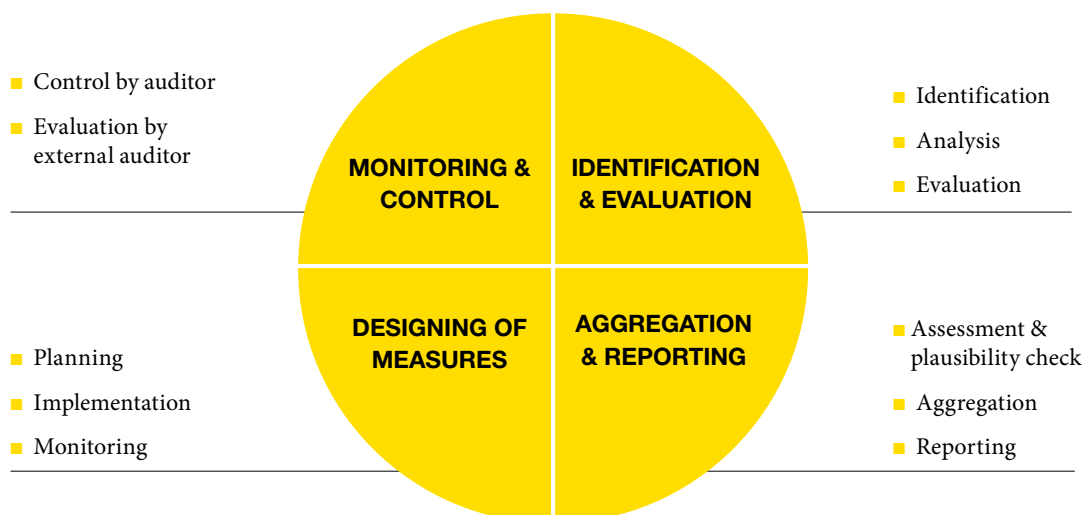 Control by auditor
Evaluation by
external auditor
MONITORING &
CONTROL
IDENTIFICATION
& EVALUATION
Identification
Analysis
Evaluation
Planning
Implementation
Monitoring
DESIGNING OF
MEASURES
AGGREGATION
& REPORTING
Assessment &
plausibility check
Aggregation
Reporting